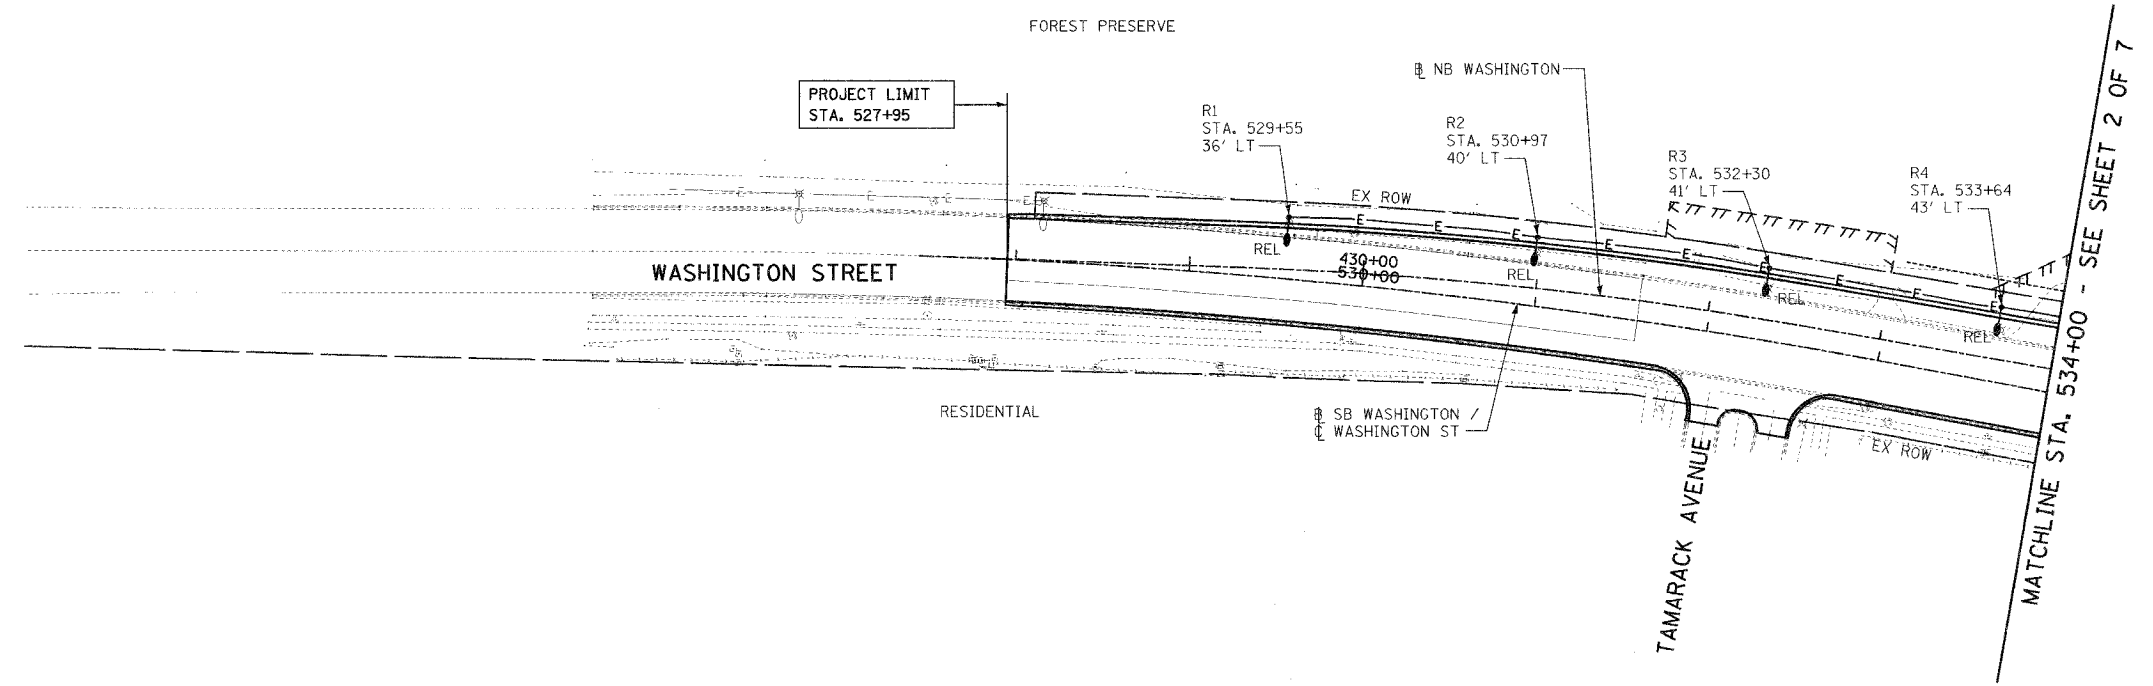 FOREST PRESERVE
PROJECT LIMIT
STA. 527+95
R1
STA. 529+55
36' LT
℄ NB WASHINGTON
R2
STA. 530+97
40' LT
R3
STA. 532+30
41' LT
R4
STA. 533+64
43' LT
EX ROW
E
E
E
E
E
E
E
E
E
E
E
E
REL
REL
REL
REL
430+00
530+00
WASHINGTON STREET
RESIDENTIAL
SB WASHINGTON /
℄ WASHINGTON ST
EX ROW
TAMARACK AVENUE
MATCHLINE STA. 534+00 - SEE SHEET 2 OF 7